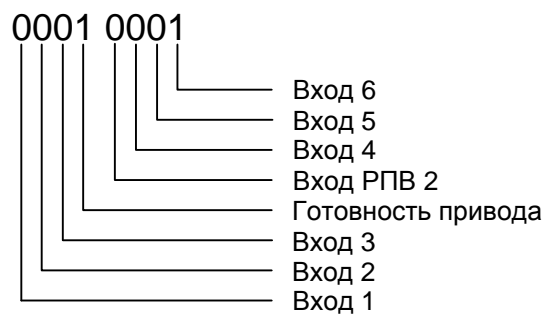 0001 0001
Вход 6
Вход 5
Вход 4
Вход РПВ 2
Готовность привода
Вход 3
Вход 2
Вход 1